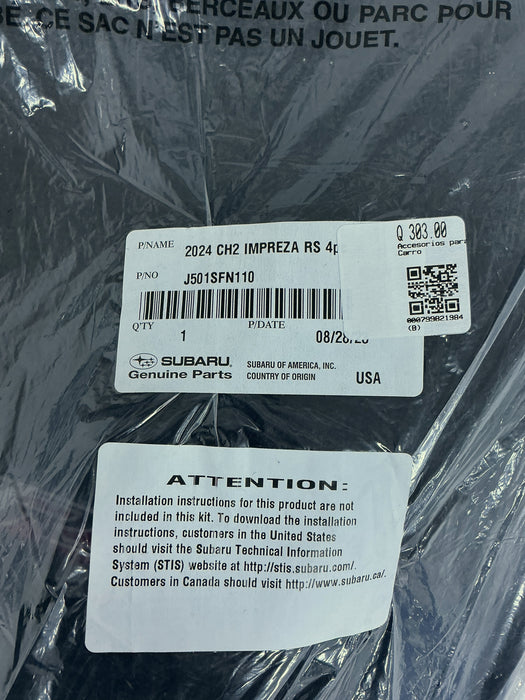 BERCEAUX OU PARC POUR
CE SAC N'EST PAS UN JOUET.
P/NAME 2024 CH2 IMPREZA RS 4p
P/NO J501SFN110
Q'TY 1 P/DATE 08/28/
SUBARU
Genuine Parts
SUBARU OF AMERICA, INC.
COUNTRY OF ORIGIN USA
Q 303.00
Accesorios para
Carro
000799821984
(B)
ATTENTION:
Installation instructions for this product are not
included in this kit. To download the installation
instructions, customers in the United States
should visit the Subaru Technical Information
System (STIS) website at http://stis.subaru.com/.
Customers in Canada should visit http://www.subaru.ca/.